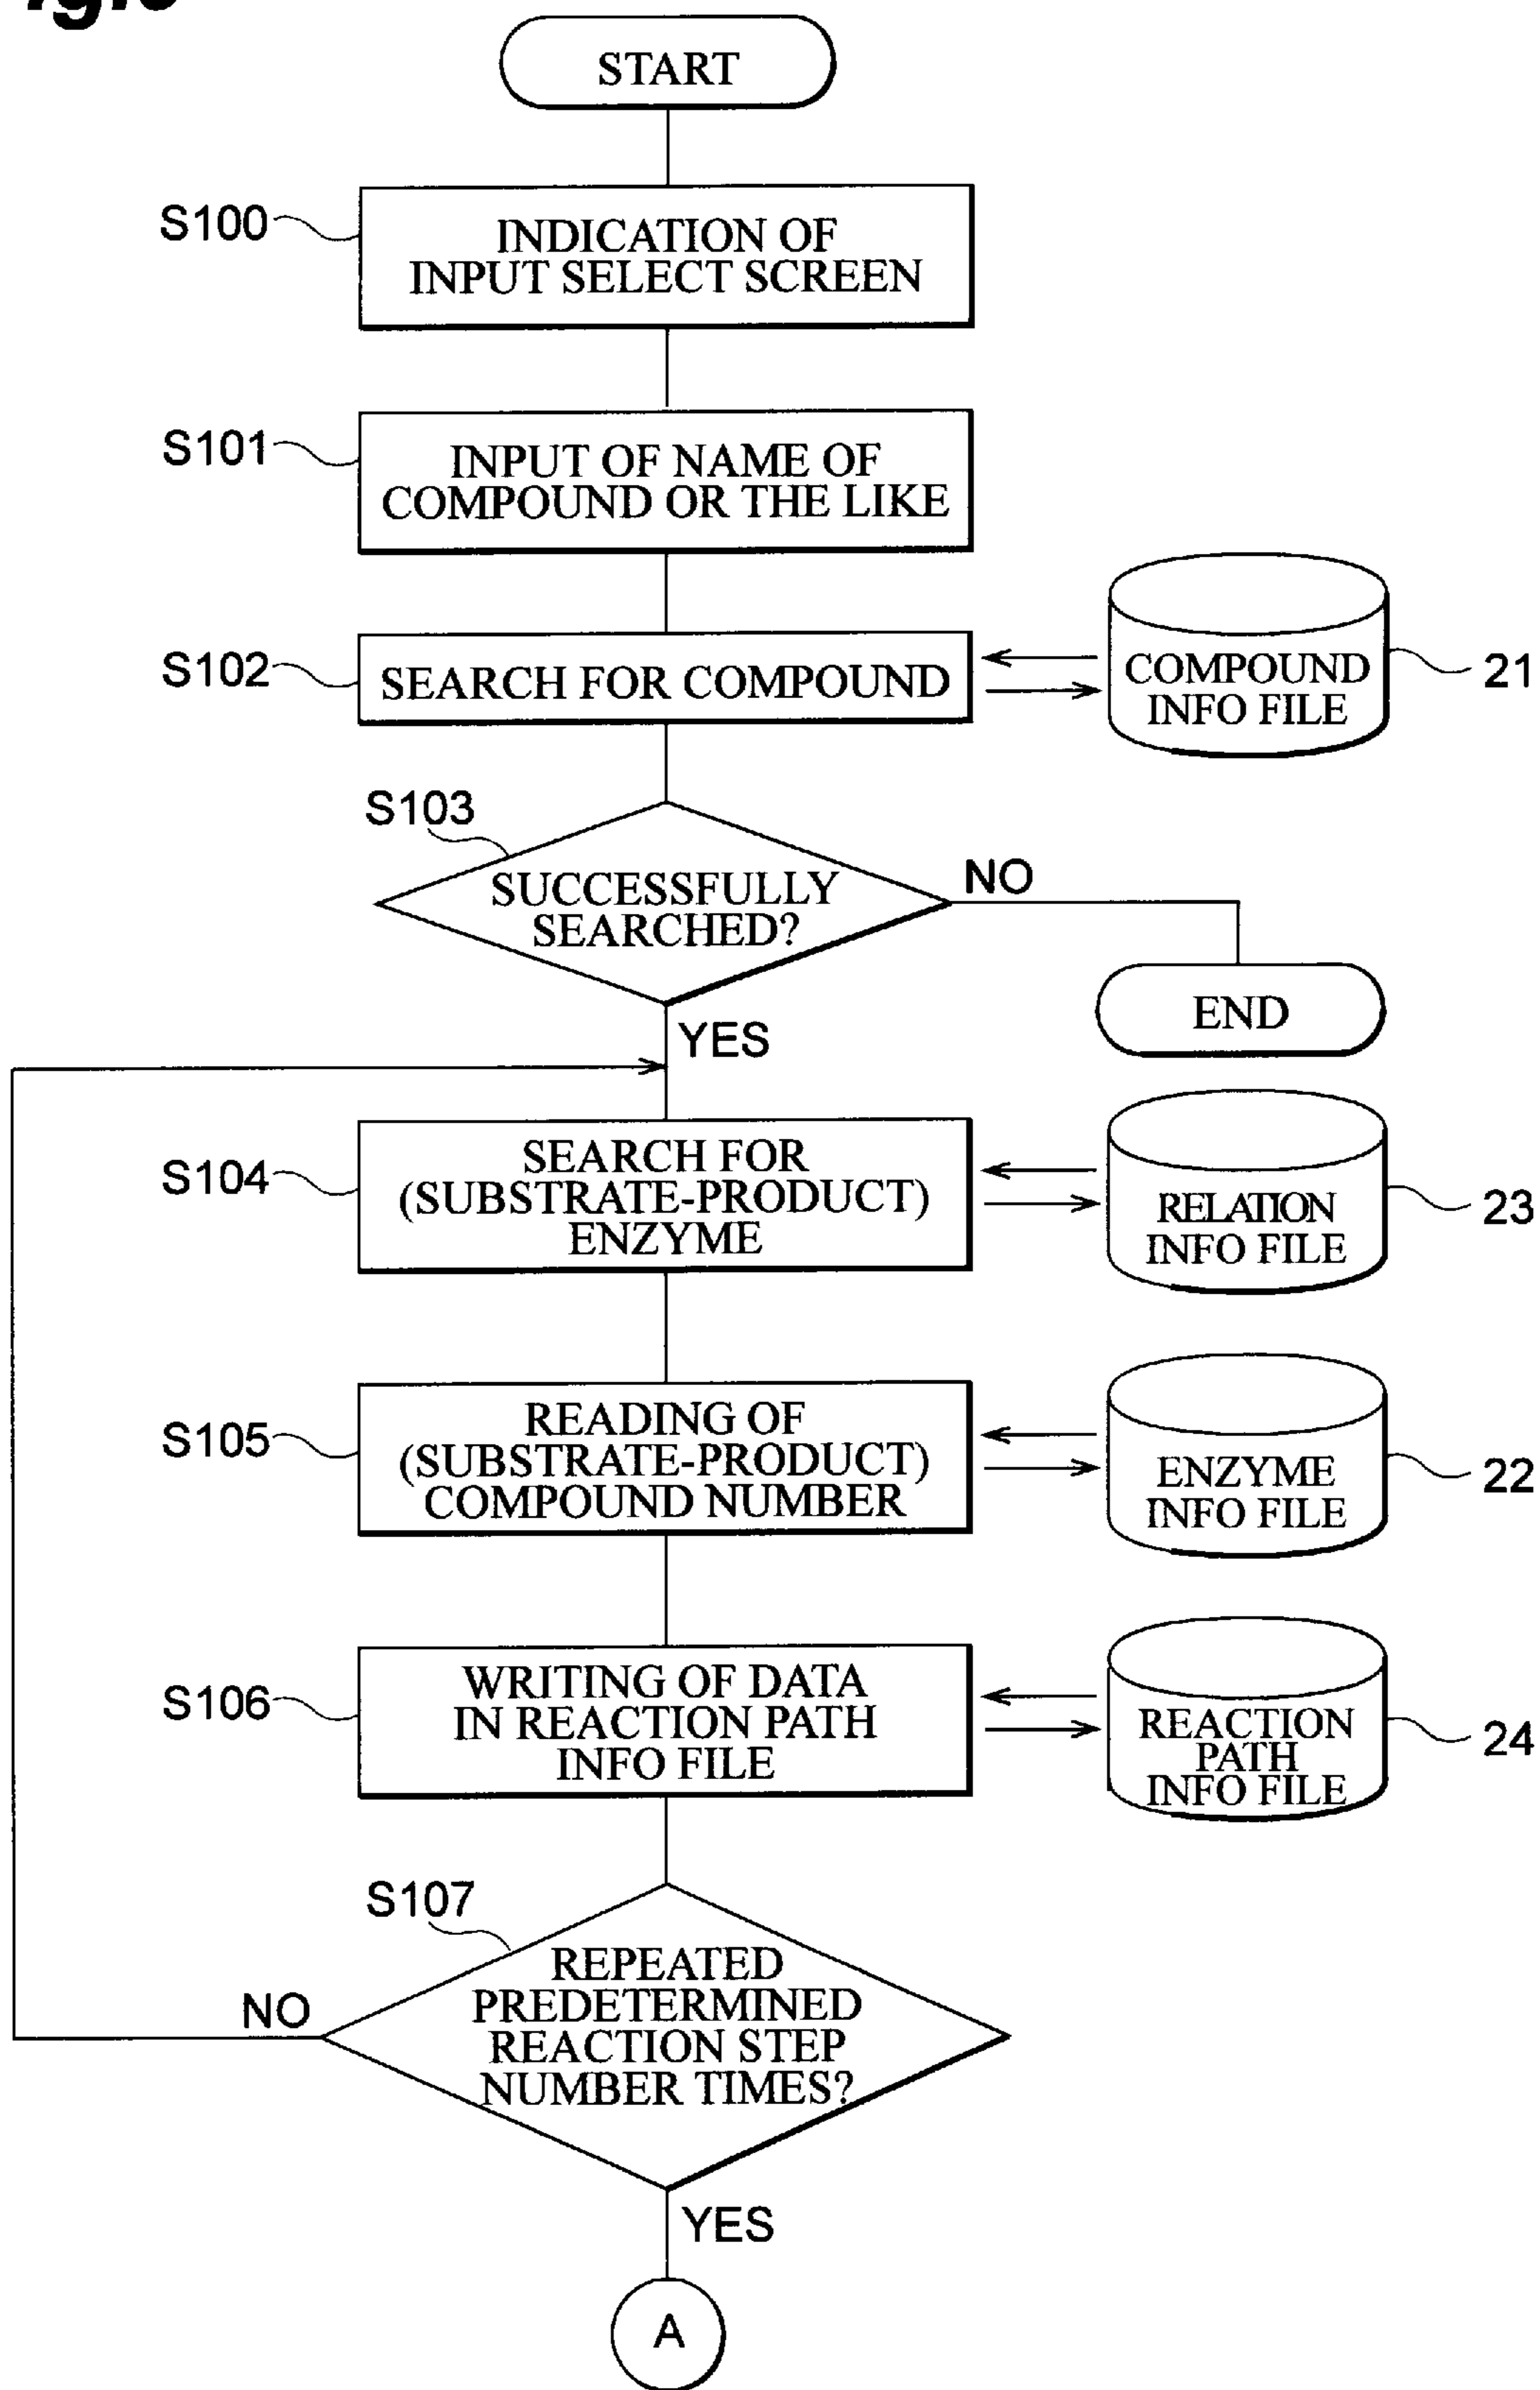 START
S100
INDICATION OF
INPUT SELECT SCREEN
S101
INPUT OF NAME OF
COMPOUND OR THE LIKE
S102
SEARCH FOR COMPOUND
COMPOUND
INFO FILE
21
S103
SUCCESSFULLY
SEARCHED?
NO
END
YES
S104
SEARCH FOR
(SUBSTRATE-PRODUCT)
ENZYME
RELATION
INFO FILE
23
S105
READING OF
(SUBSTRATE-PRODUCT)
COMPOUND NUMBER
ENZYME
INFO FILE
22
S106
WRITING OF DATA
IN REACTION PATH
INFO FILE
REACTION
PATH
INFO FILE
24
S107
REPEATED
PREDETERMINED
REACTION STEP
NUMBER TIMES?
NO
YES
A